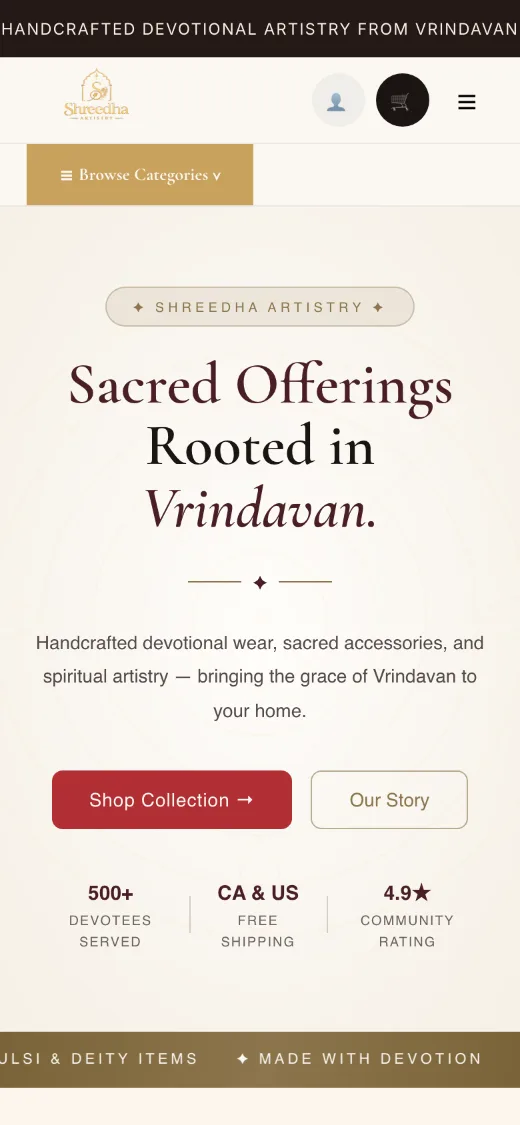 HANDCRAFTED DEVOTIONAL ARTISTRY FROM VRINDAVAN
Shreedha
ARTISTRY
≡ Browse Categories v
✦ SHREEDHA ARTISTRY ✦
Sacred Offerings
Rooted in
Vrindavan.
✦
Handcrafted devotional wear, sacred accessories, and
spiritual artistry — bringing the grace of Vrindavan to
your home.
Shop Collection →
Our Story
500+
DEVOTEES
SERVED
CA & US
FREE
SHIPPING
4.9★
COMMUNITY
RATING
ULSI & DEITY ITEMS ✦ MADE WITH DEVOTION